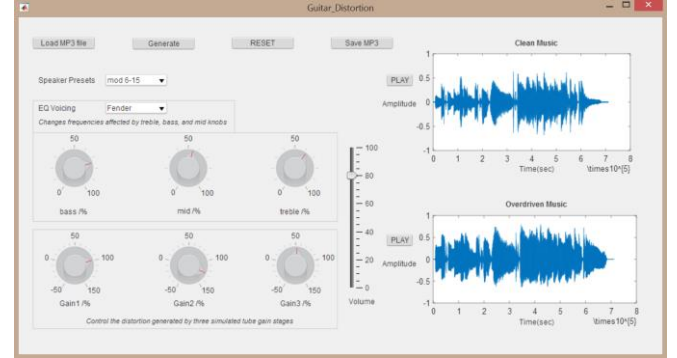 Guitar_Distortion
Load MP3 file Generate RESET Save MP3
Speaker Presets mod 6-15
EQ Voicing Fender
Changes frequencies affected by treble, bass, and mid knobs
50 50 50
0 100 0 100 0 100
bass /% mid /% treble /%
50 50 50
0 100 0 100 0 100
-50 150 -50 150 -50 150
Gain1 /% Gain2 /% Gain3 /%
Control the distortion generated by three simulated tube gain stages
100
80
60
40
20
0
Volume
Clean Music
PLAY
Amplitude
1
0.5
0
-0.5
-1
0 1 2 3 4 5 6 7 8
Time(sec) \times10^{5}
Overdriven Music
PLAY
Amplitude
1
0.5
0
-0.5
-1
0 1 2 3 4 5 6 7 8
Time(sec) \times10^{5}